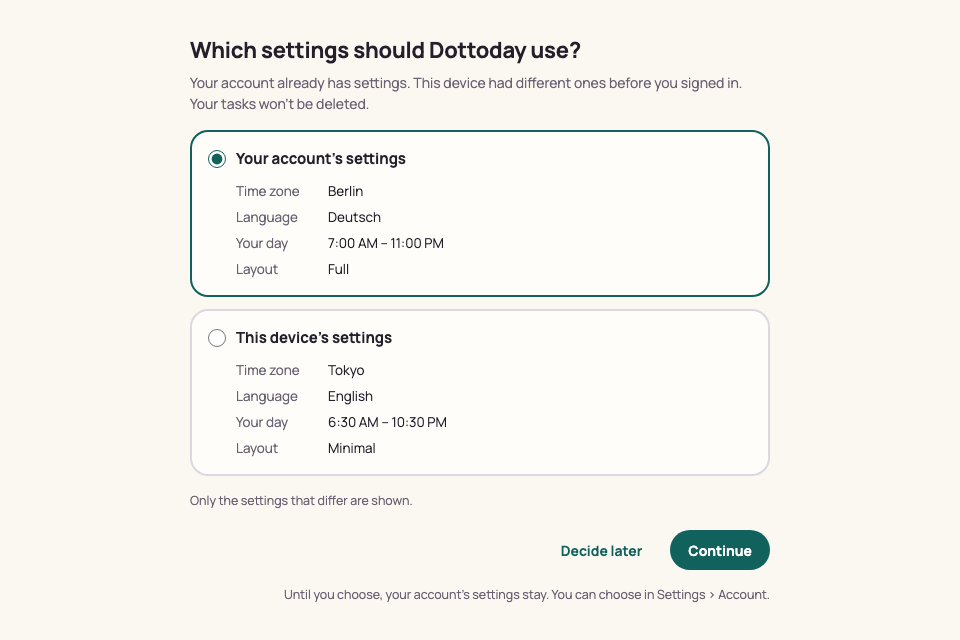 Which settings should Dottoday use?
Your account already has settings. This device had different ones before you signed in.
Your tasks won't be deleted.
Your account's settings
Time zone Berlin
Language Deutsch
Your day 7:00 AM – 11:00 PM
Layout Full
This device's settings
Time zone Tokyo
Language English
Your day 6:30 AM – 10:30 PM
Layout Minimal
Only the settings that differ are shown.
Decide later Continue
Until you choose, your account's settings stay. You can choose in Settings › Account.